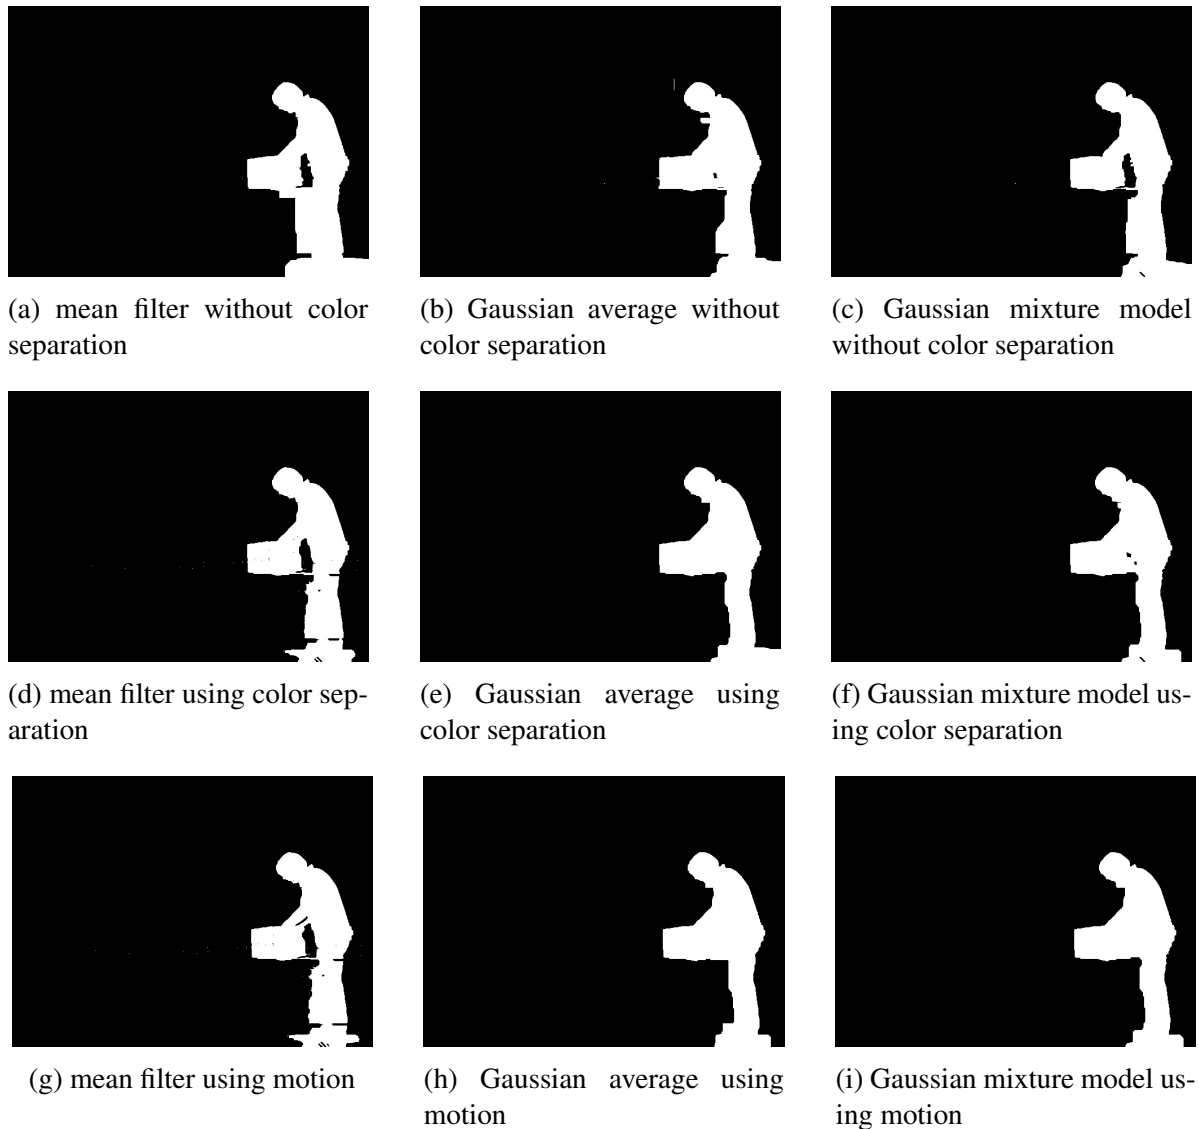 (a) mean filter without color
separation
(b) Gaussian average without
color separation
(c) Gaussian mixture model
without color separation
(d) mean filter using color sep-
aration
(e) Gaussian average using
color separation
(f) Gaussian mixture model us-
ing color separation
(g) mean filter using motion
(h) Gaussian average using
motion
(i) Gaussian mixture model us-
ing motion